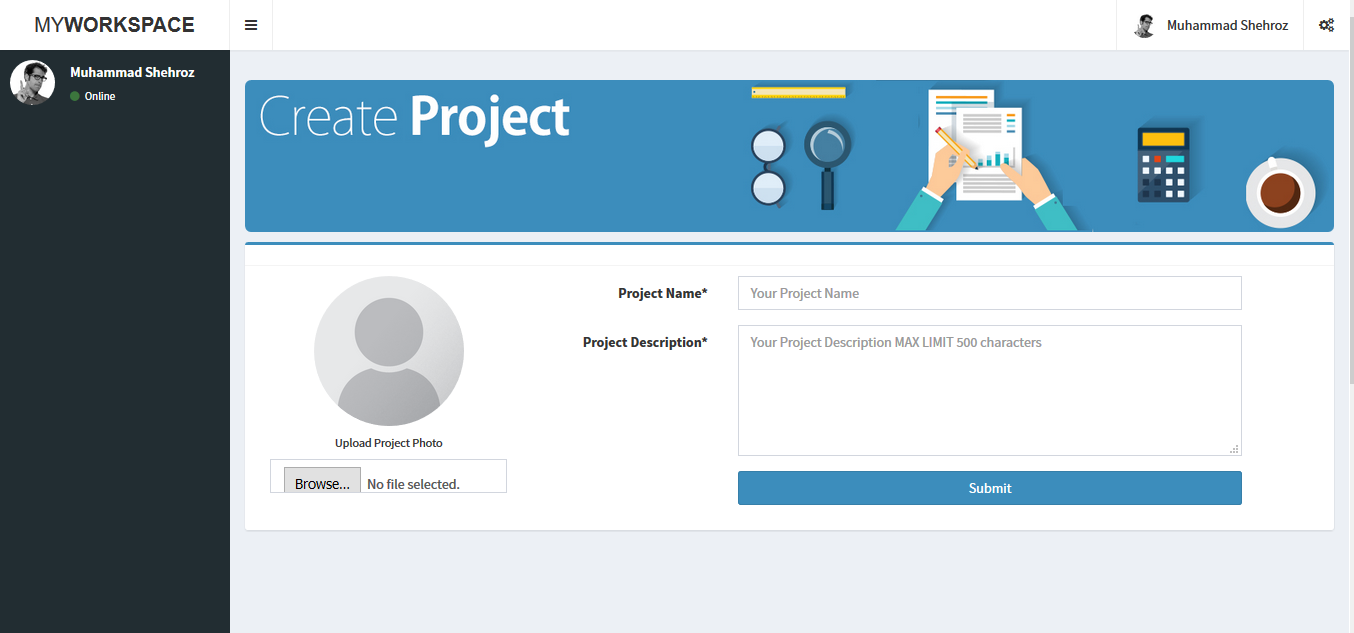 MYWORKSPACE
Muhammad Shehroz
Muhammad Shehroz
Online
Create Project
Project Name*
Your Project Name
Project Description*
Your Project Description MAX LIMIT 500 characters
Upload Project Photo
Browse... No file selected.
Submit